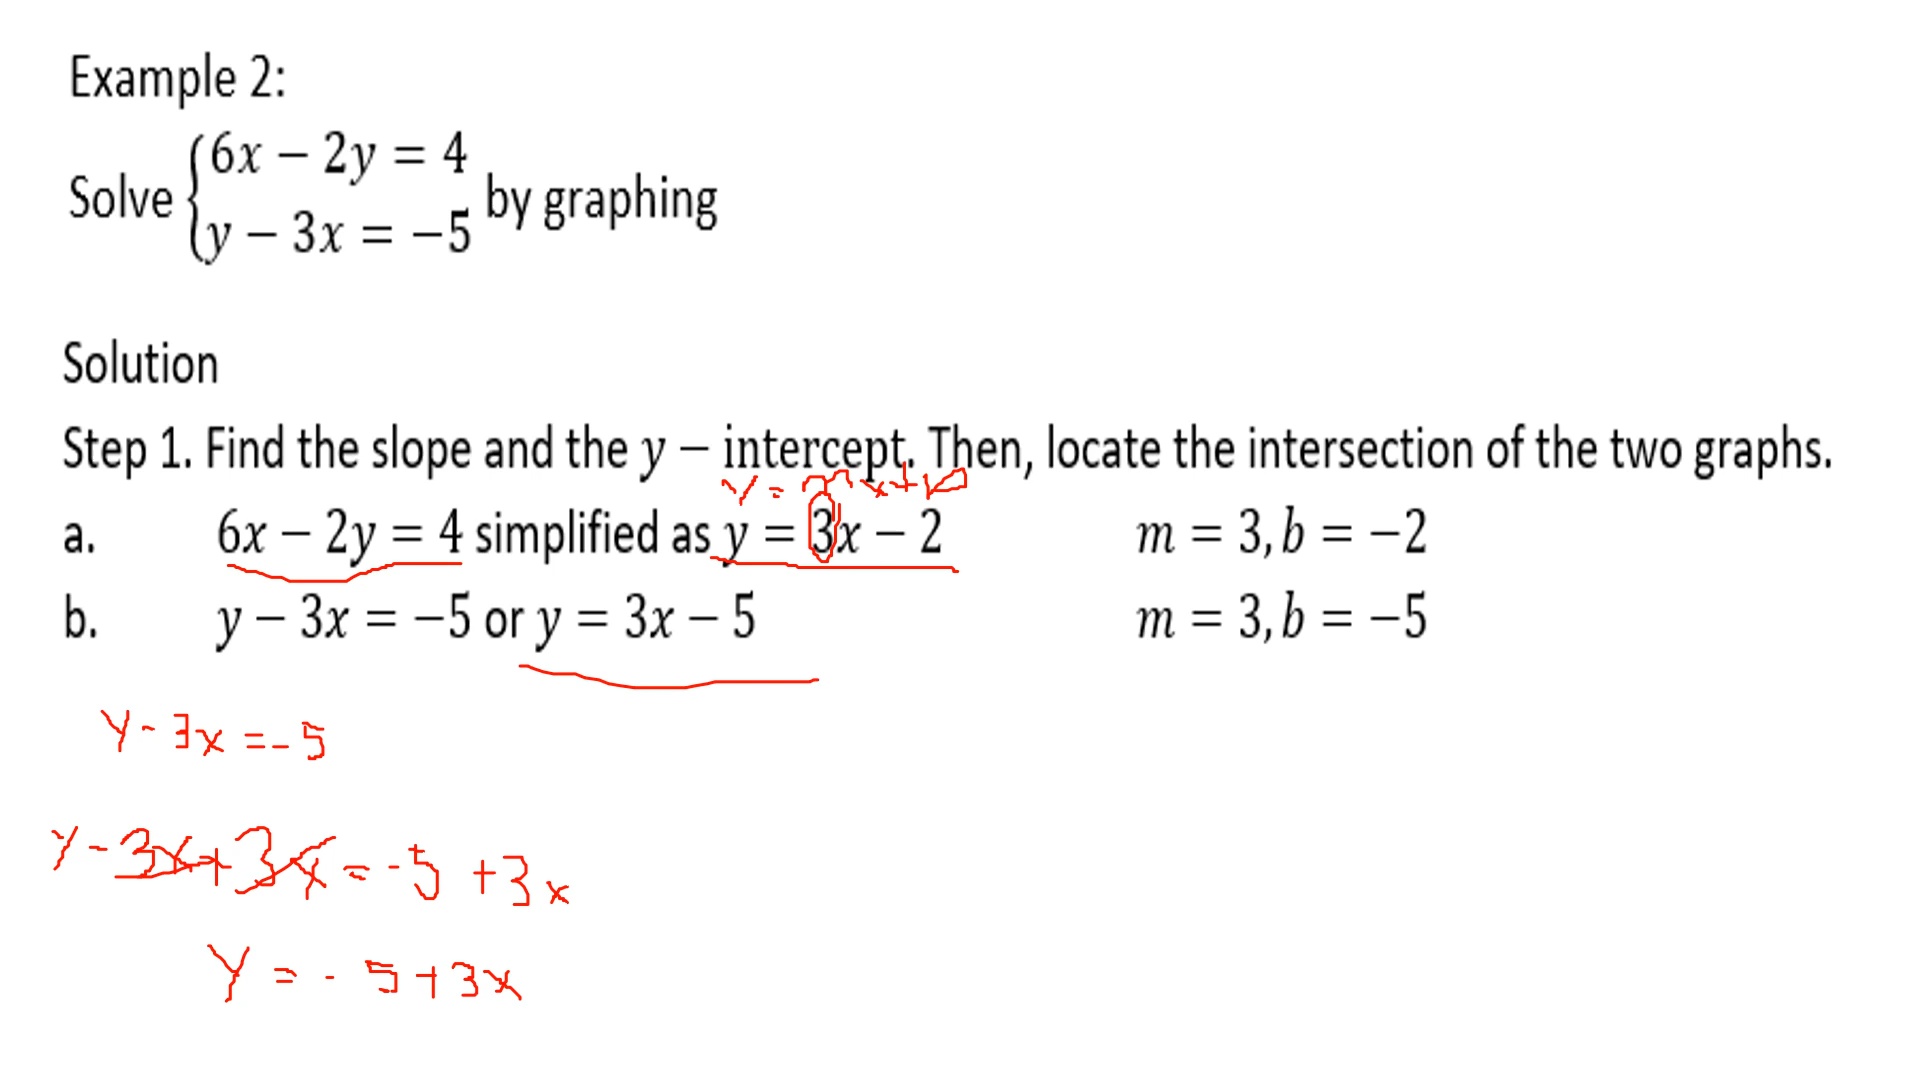 Example 2:
Solve {6x − 2y = 4
y − 3x = −5 by graphing
Solution
Step 1. Find the slope and the y − intercept. Then, locate the intersection of the two graphs.
y = m x + b
a. 6x − 2y = 4 simplified as y = 3x − 2 m = 3, b = −2
b. y − 3x = −5 or y = 3x − 5 m = 3, b = −5
y - 3x = - 5
y - 3x + 3x = - 5 + 3x
y = - 5 + 3x